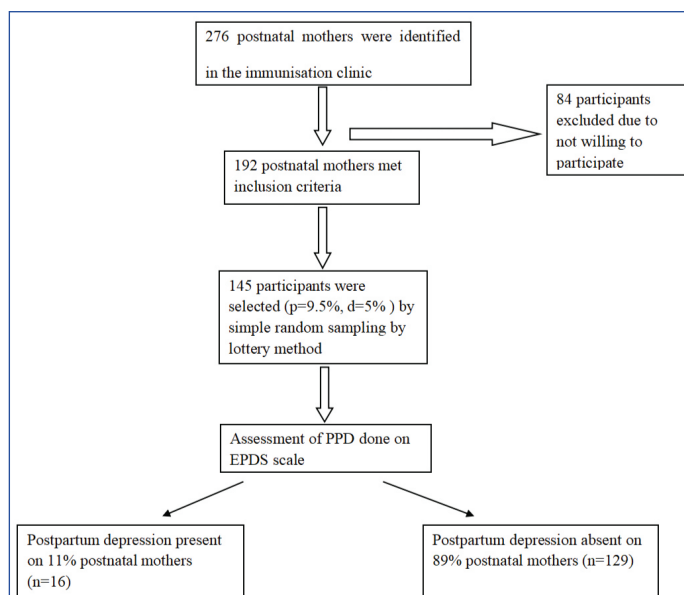 276 postnatal mothers were identified
in the immunisation clinic
84 participants
excluded due to
not willing to
participate
192 postnatal mothers met
inclusion criteria
145 participants were
selected (p=9.5%, d=5% ) by
simple random sampling by
lottery method
Assessment of PPD done on
EPDS scale
Postpartum depression present
on 11% postnatal mothers
(n=16)
Postpartum depression absent on
89% postnatal mothers (n=129)